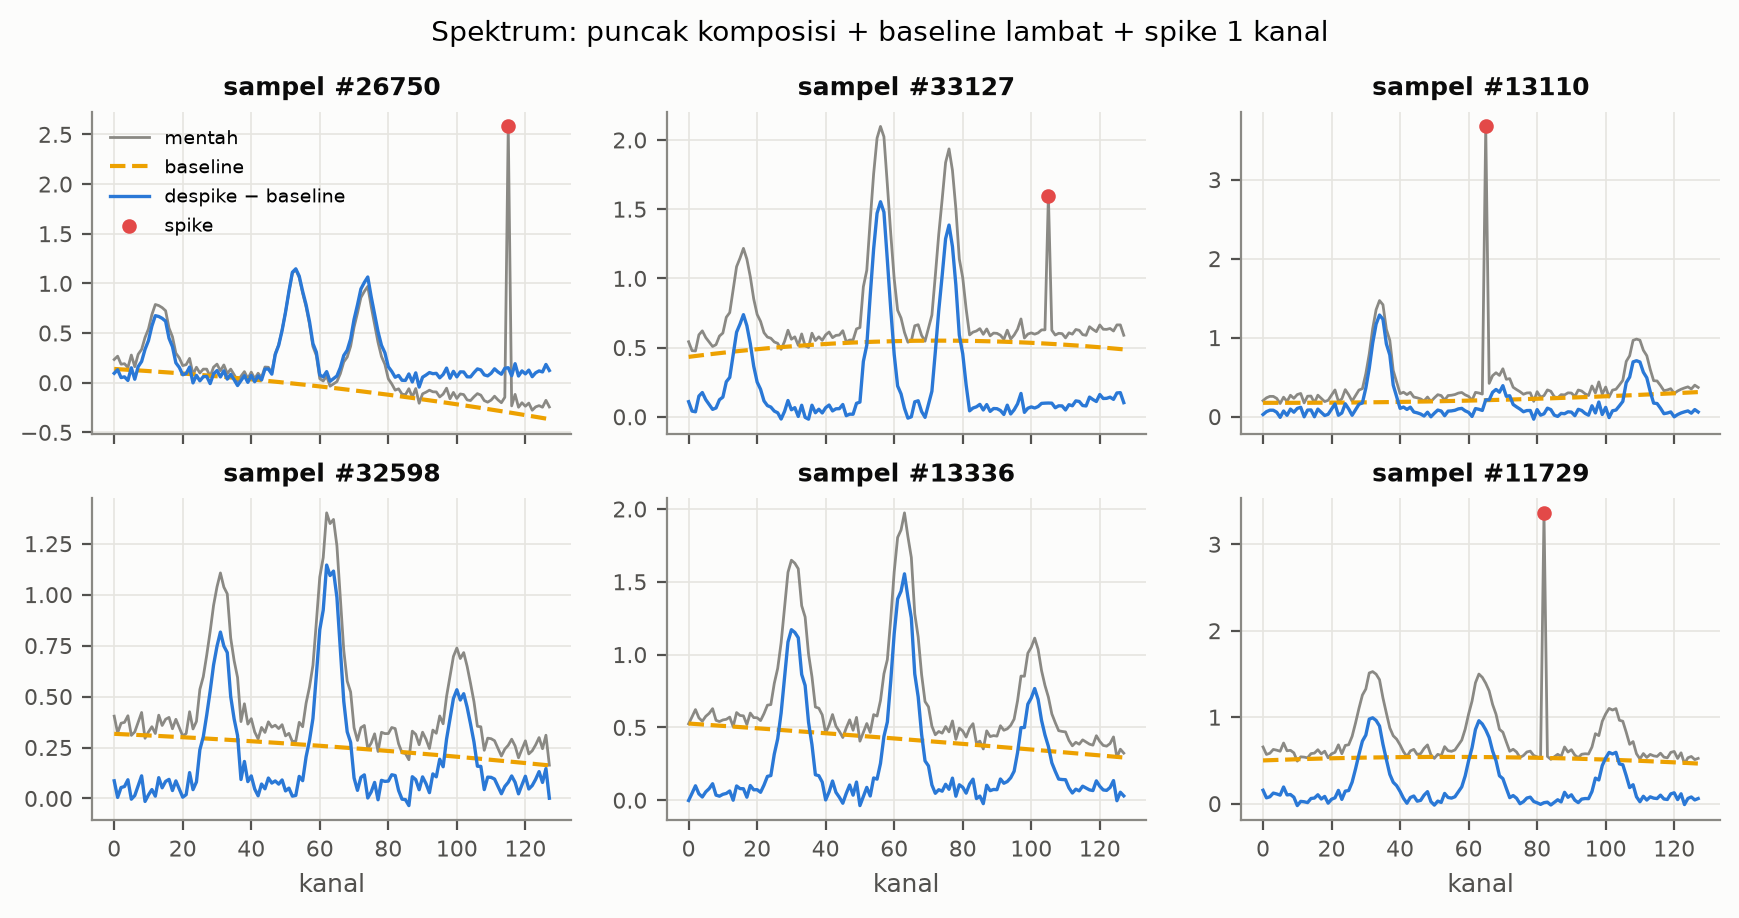 Spektrum: puncak komposisi + baseline lambat + spike 1 kanal
sampel #26750
sampel #33127
sampel #13110
2.5
2.0
1.5
1.0
0.5
0.0
−0.5
mentah
baseline
despike − baseline
spike
2.0
1.5
1.0
0.5
0.0
3
2
1
0
sampel #32598
sampel #13336
sampel #11729
1.25
1.00
0.75
0.50
0.25
0.00
0 20 40 60 80 100 120
kanal
2.0
1.5
1.0
0.5
0.0
0 20 40 60 80 100 120
kanal
3
2
1
0
0 20 40 60 80 100 120
kanal